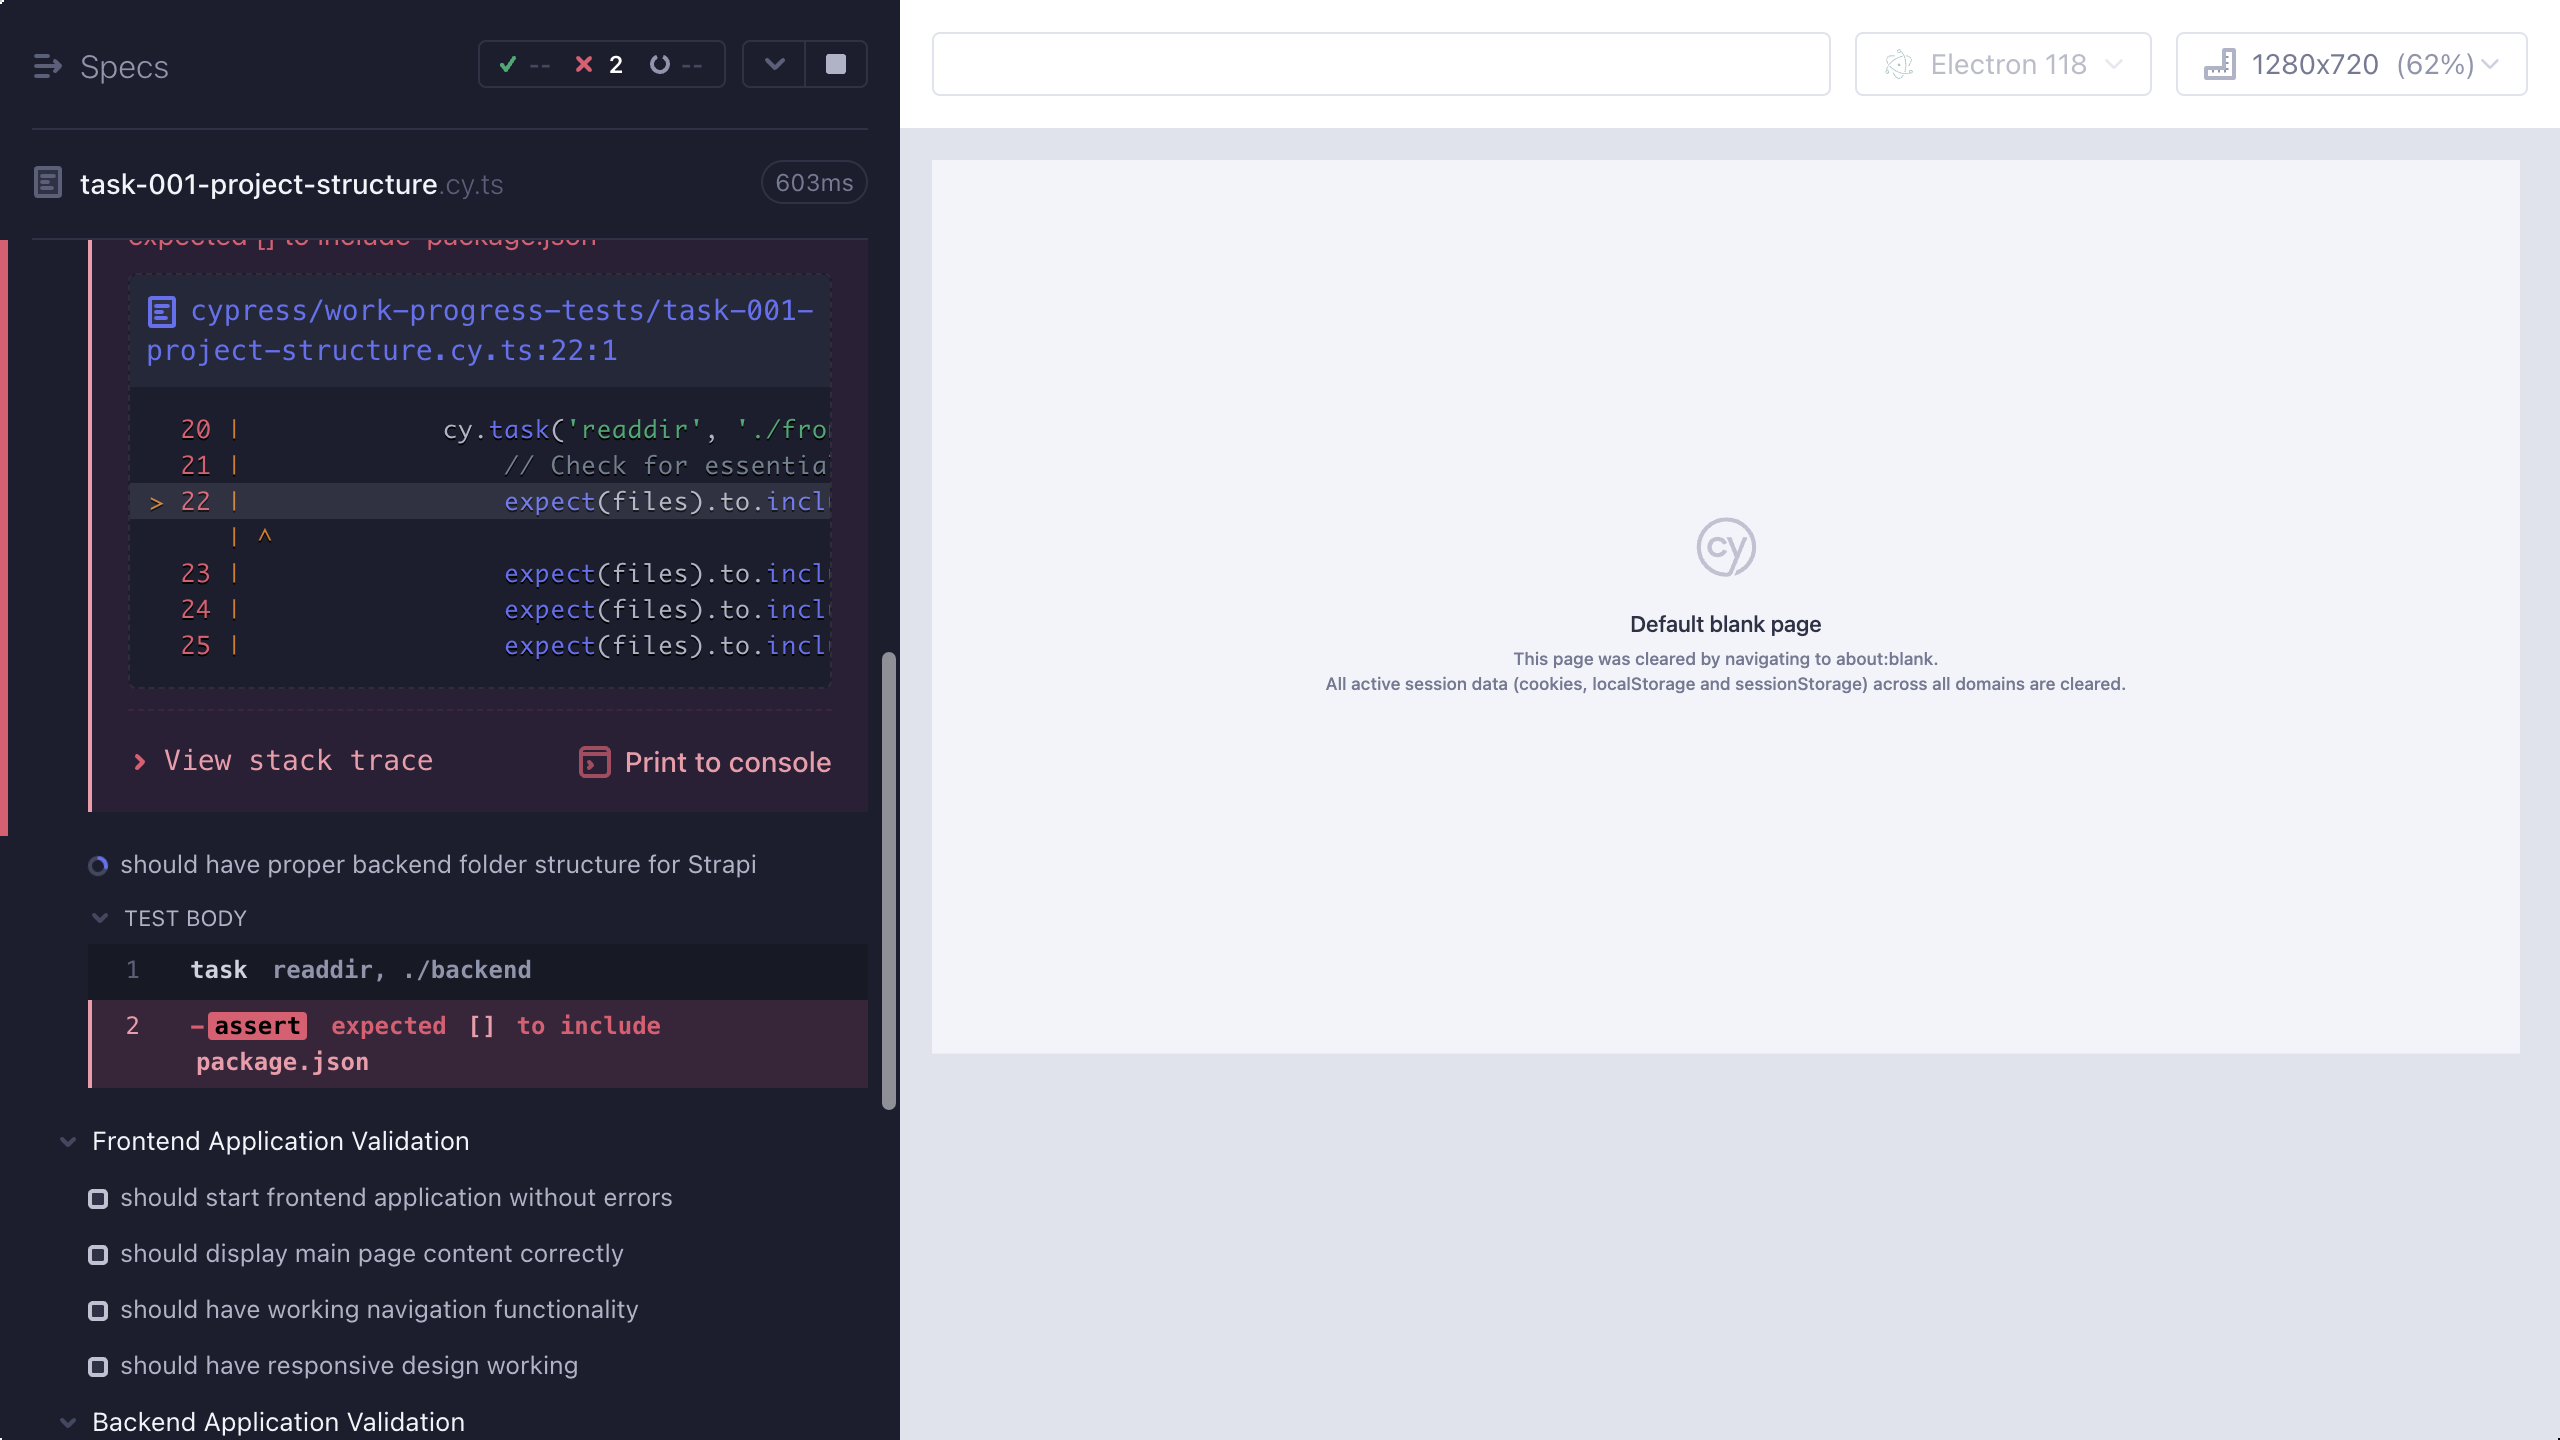 Specs
-- 2 --
task-001-project-structure.cy.ts
603ms
expected [] to include 'package.json'
cypress/work-progress-tests/task-001-
project-structure.cy.ts:22:1
20 | cy.task('readdir', './fro
21 | // Check for essential
> 22 | expect(files).to.incl
| ^
23 | expect(files).to.incl
24 | expect(files).to.incl
25 | expect(files).to.incl
View stack trace
Print to console
should have proper backend folder structure for Strapi
TEST BODY
1 task readdir, ./backend
2 -assert expected [] to include
package.json
Frontend Application Validation
should start frontend application without errors
should display main page content correctly
should have working navigation functionality
should have responsive design working
Backend Application Validation
Electron 118
1280x720 (62%)
cy
Default blank page
This page was cleared by navigating to about:blank.
All active session data (cookies, localStorage and sessionStorage) across all domains are cleared.